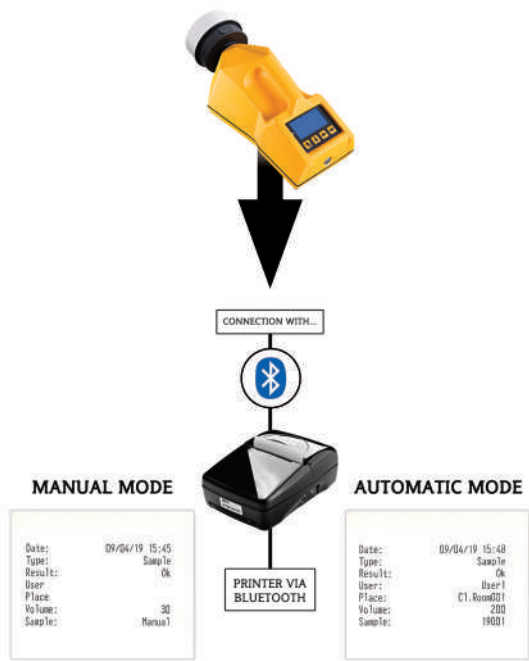 CONNECTION WITH...
MANUAL MODE
Date: 09/04/19 15:45
Type: Sample
Result: Ok
User
Place
Volume: 30
Sample: Manual
PRINTER VIA
BLUETOOTH
AUTOMATIC MODE
Date: 09/04/19 15:48
Type: Sample
Result: Ok
User: User1
Place: C1.Room001
Volume: 200
Sample: 19001